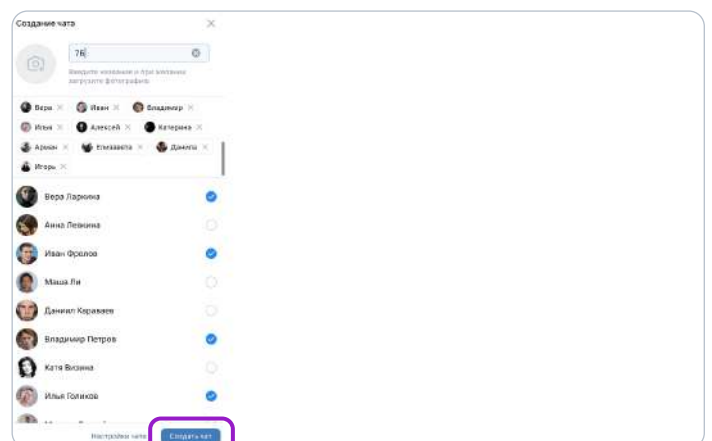 Создание чата
7Б
Введите название и при желании
загрузите фотографию.
Вера
Иван
Владимир
Илья
Алексей
Катерина
Арман
Елизавета
Данила
Игорь
Вера Ларкина
Анна Левкина
Иван Фролов
Маша Ли
Даниил Караваев
Владимир Петров
Катя Визина
Илья Голиков
Настройки чата
Создать чат